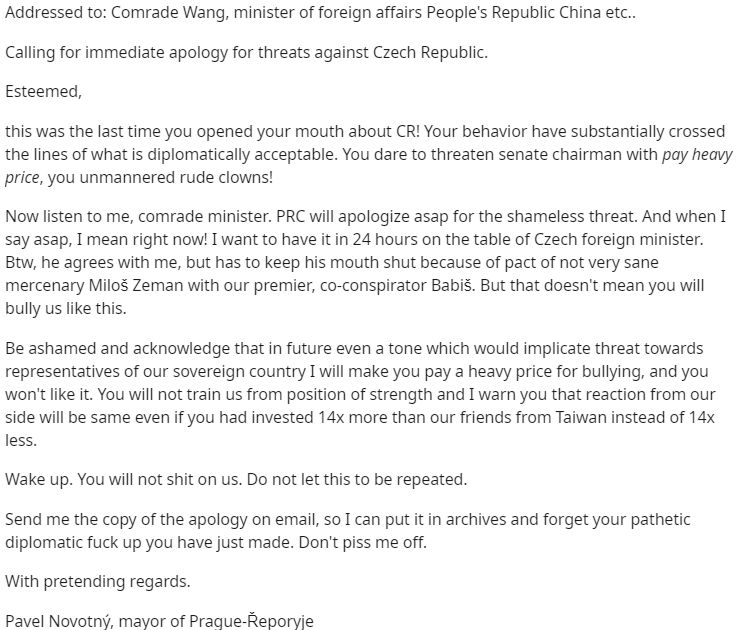 Addressed to: Comrade Wang, minister of foreign affairs People's Republic China etc..
Calling for immediate apology for threats against Czech Republic.
Esteemed,
this was the last time you opened your mouth about CR! Your behavior have substantially crossed
the lines of what is diplomatically acceptable. You dare to threaten senate chairman with pay heavy
price, you unmannered rude clowns!
Now listen to me, comrade minister. PRC will apologize asap for the shameless threat. And when I
say asap, I mean right now! I want to have it in 24 hours on the table of Czech foreign minister.
Btw, he agrees with me, but has to keep his mouth shut because of pact of not very sane
mercenary Miloš Zeman with our premier, co-conspirator Babiš. But that doesn't mean you will
bully us like this.
Be ashamed and acknowledge that in future even a tone which would implicate threat towards
representatives of our sovereign country I will make you pay a heavy price for bullying, and you
won't like it. You will not train us from position of strength and I warn you that reaction from our
side will be same even if you had invested 14x more than our friends from Taiwan instead of 14x
less.
Wake up. You will not shit on us. Do not let this to be repeated.
Send me the copy of the apology on email, so I can put it in archives and forget your pathetic
diplomatic fuck up you have just made. Don't piss me off.
With pretending regards.
Pavel Novotný, mayor of Prague-Řeporyje